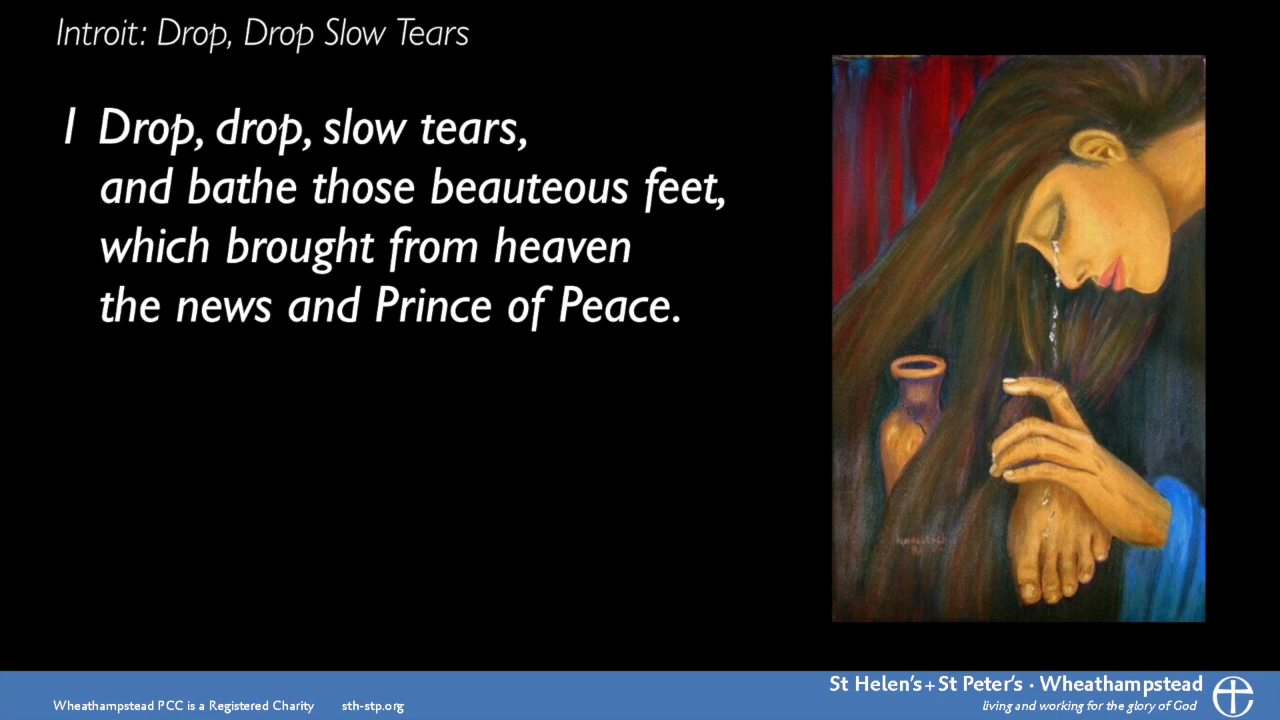 Introit: Drop, Drop Slow Tears
1 Drop, drop, slow tears,
and bathe those beauteous feet,
which brought from heaven
the news and Prince of Peace.
St Helen's + St Peter's · Wheathampstead
living and working for the glory of God
Wheathampstead PCC is a Registered Charity
sth-stp.org